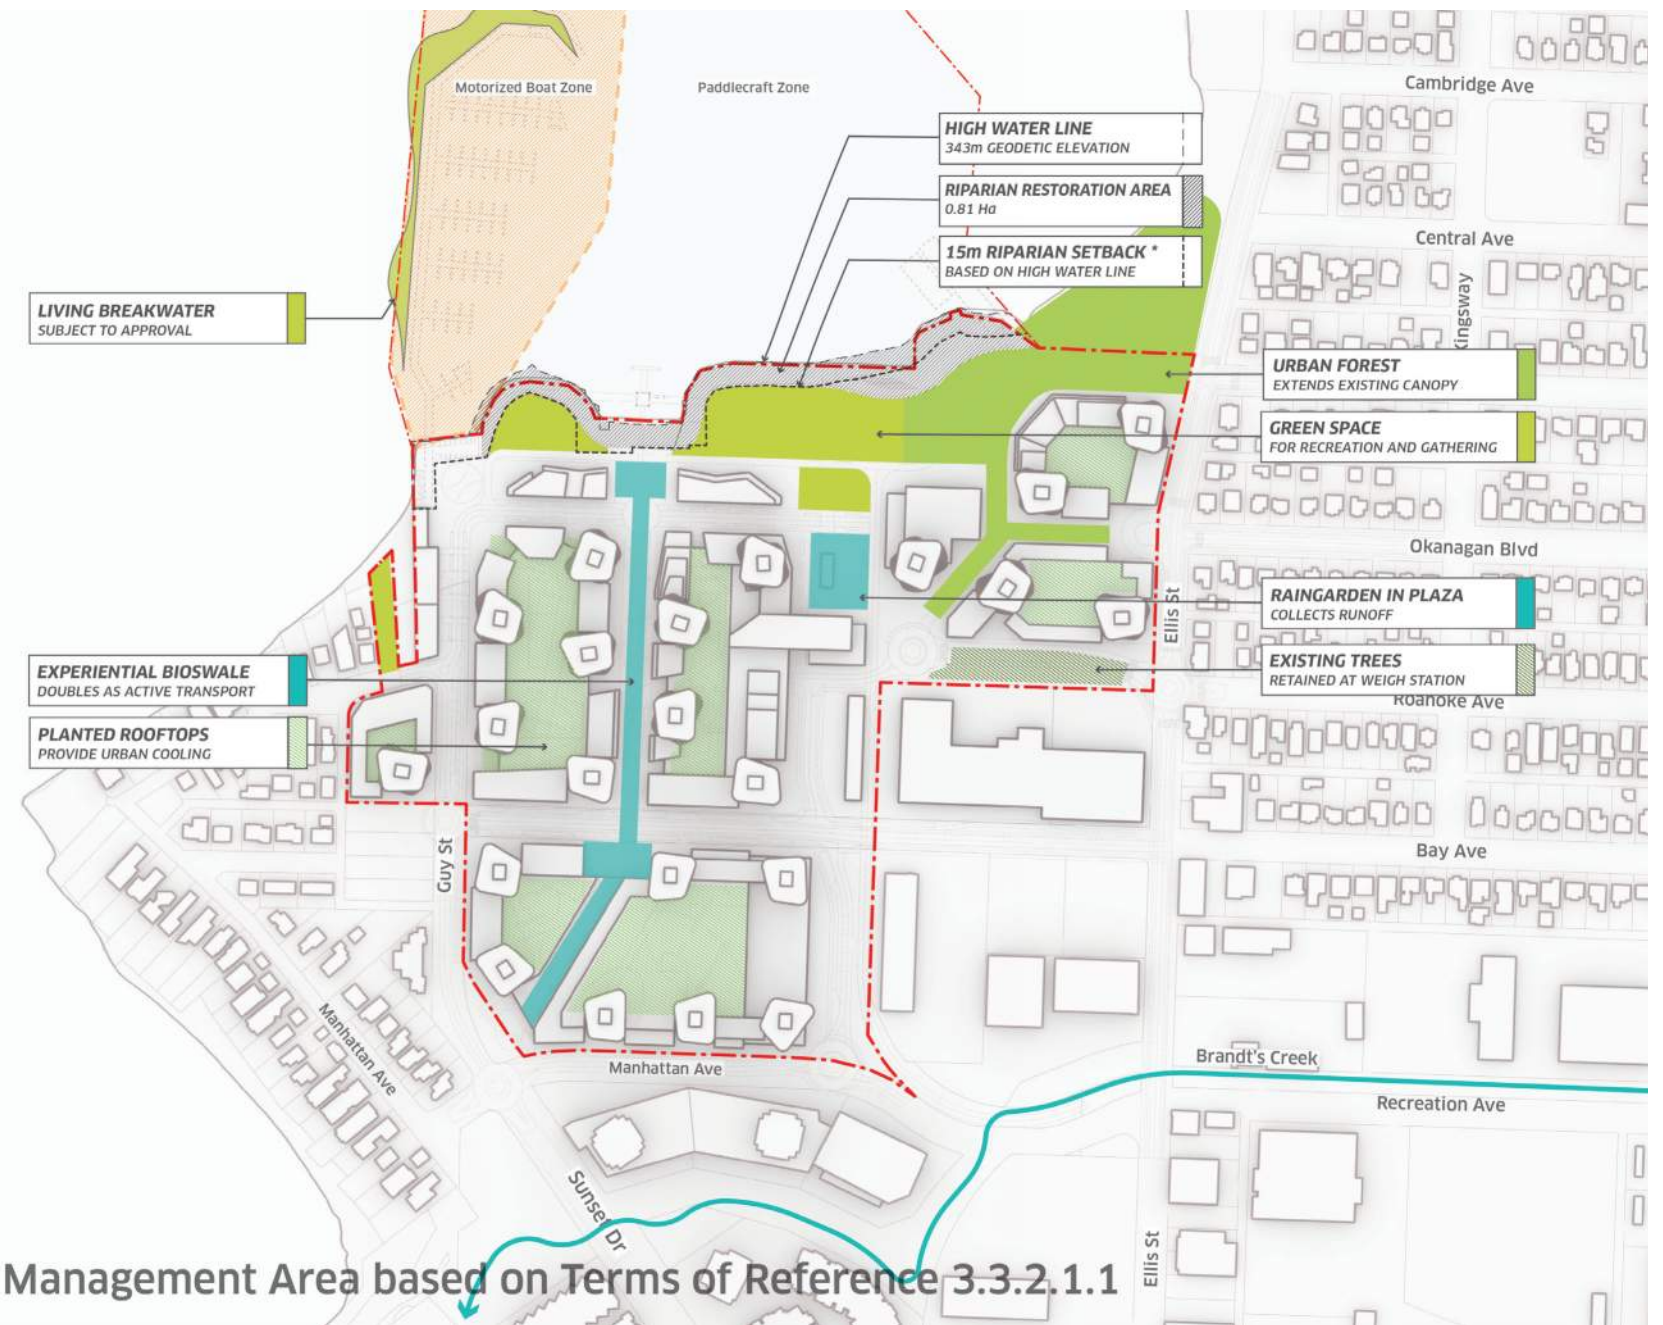 Motorized Boat Zone
Paddlecraft Zone
Cambridge Ave
HIGH WATER LINE
343m GEODETIC ELEVATION
RIPARIAN RESTORATION AREA
0.81 Ha
Central Ave
15m RIPARIAN SETBACK *
BASED ON HIGH WATER LINE
Kingsway
LIVING BREAKWATER
SUBJECT TO APPROVAL
URBAN FOREST
EXTENDS EXISTING CANOPY
GREEN SPACE
FOR RECREATION AND GATHERING
Okanagan Blvd
RAINGARDEN IN PLAZA
COLLECTS RUNOFF
Ellis St
EXISTING TREES
RETAINED AT WEIGH STATION
EXPERIENTIAL BIOSWALE
DOUBLES AS ACTIVE TRANSPORT
Roanoke Ave
PLANTED ROOFTOPS
PROVIDE URBAN COOLING
Guy St
Bay Ave
Manhattan Ave
Manhattan Ave
Brandt's Creek
Recreation Ave
Sunset Dr
Ellis St
Management Area based on Terms of Reference 3.3.2.1.1